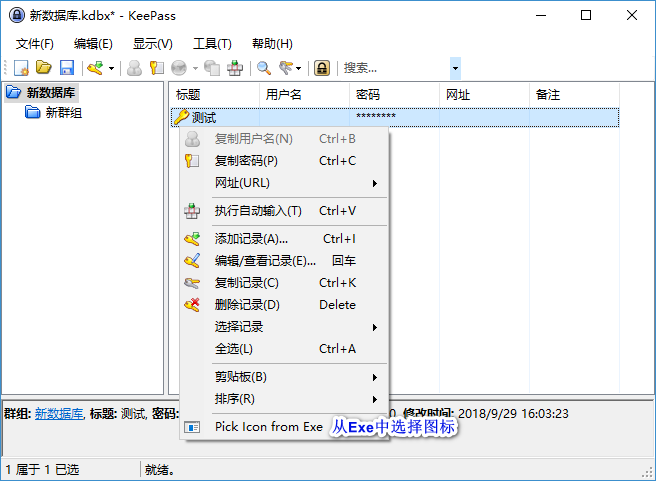 新数据库.kdbx* - KeePass
文件(F) 编辑(E) 显示(V) 工具(T) 帮助(H)
搜索...
新数据库
新群组
标题 用户名 密码 网址 备注
测试 ********
复制用户名(N) Ctrl+B
复制密码(P) Ctrl+C
网址(URL)
执行自动输入(T) Ctrl+V
添加记录(A)... Ctrl+I
编辑/查看记录(E)... 回车
复制记录(C) Ctrl+K
删除记录(D) Delete
选择记录
全选(L) Ctrl+A
剪贴板(B)
排序(R)
群组: 新数据库, 标题: 测试, 密码: 0, 修改时间: 2018/9/29 16:03:23
Pick Icon from Exe 从Exe中选择图标
1 属于 1 已选 就绪。